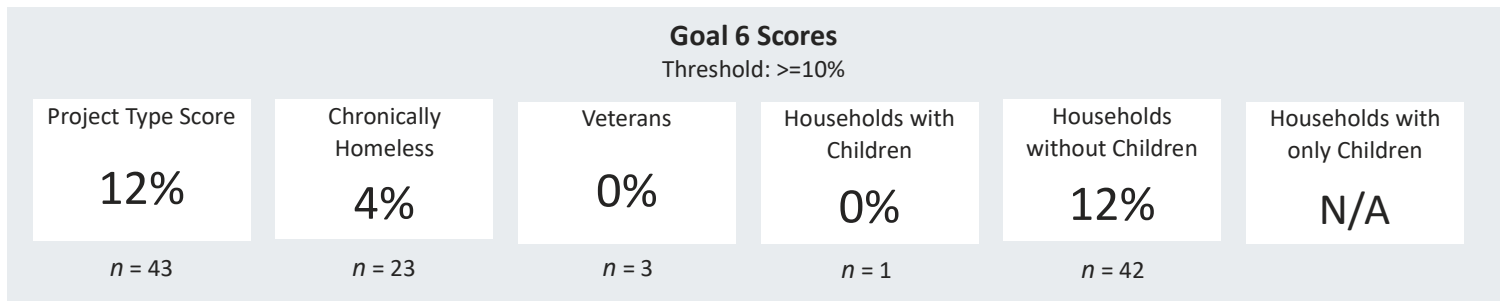 Goal 6 Scores
Threshold: >=10%
Project Type Score
12%
n = 43
Chronically
Homeless
4%
n = 23
Veterans
0%
n = 3
Households with
Children
0%
n = 1
Households
without Children
12%
n = 42
Households with
only Children
N/A